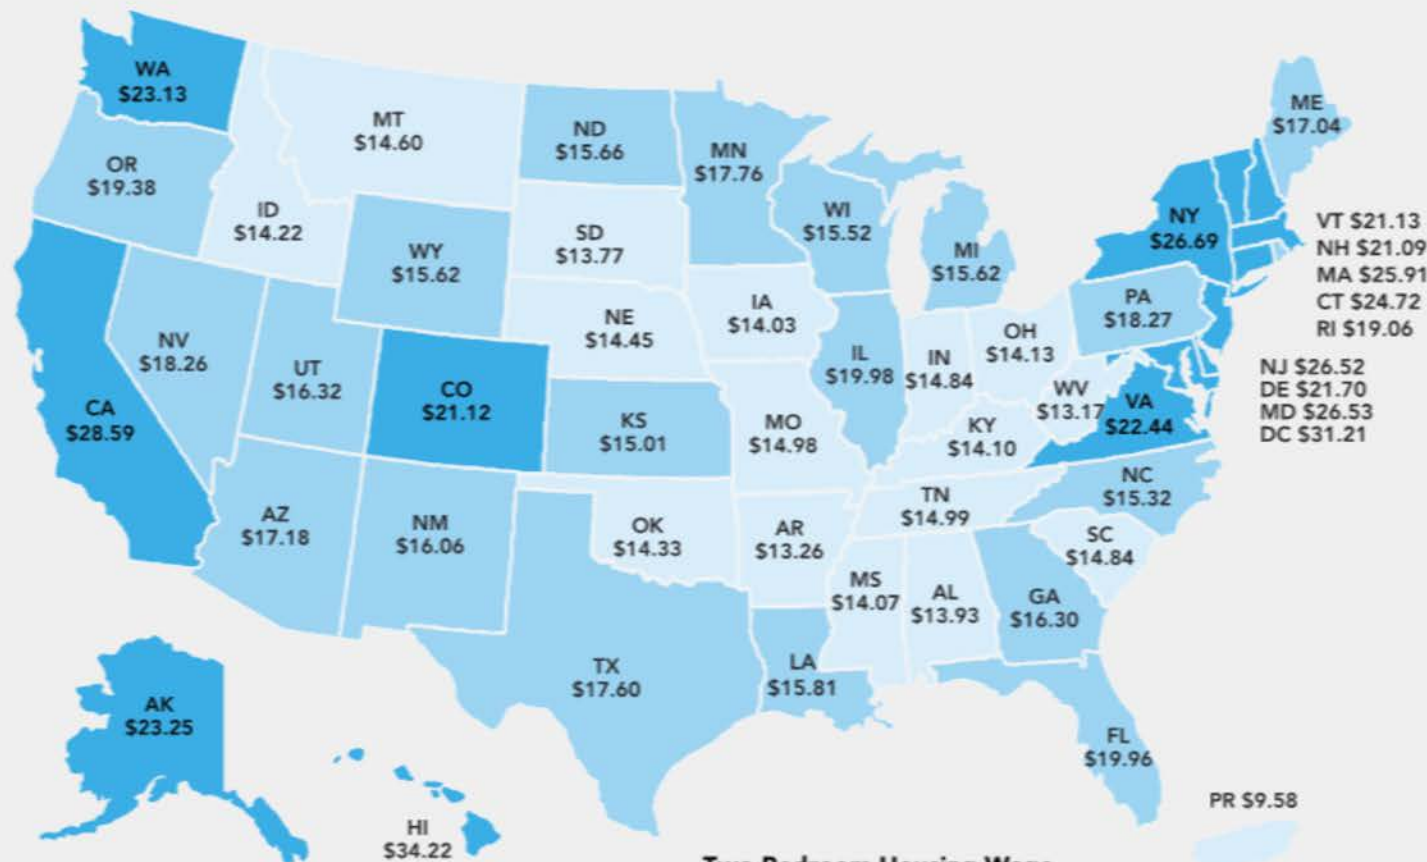 WA
$23.13
MT
$14.60
ND
$15.66
MN
$17.76
ME
$17.04
OR
$19.38
ID
$14.22
WY
$15.62
SD
$13.77
WI
$15.52
MI
$15.62
NY
$26.69
VT $21.13
NH $21.09
MA $25.91
CT $24.72
RI $19.06
NJ $26.52
DE $21.70
MD $26.53
DC $31.21
NV
$18.26
UT
$16.32
CO
$21.12
NE
$14.45
IA
$14.03
IL
$19.98
IN
$14.84
OH
$14.13
PA
$18.27
CA
$28.59
KS
$15.01
MO
$14.98
KY
$14.10
WV
$13.17
VA
$22.44
AZ
$17.18
NM
$16.06
OK
$14.33
AR
$13.26
TN
$14.99
NC
$15.32
SC
$14.84
MS
$14.07
AL
$13.93
GA
$16.30
TX
$17.60
LA
$15.81
FL
$19.96
AK
$23.25
HI
$34.22
PR $9.58
Two-Bedroom Housing Wage